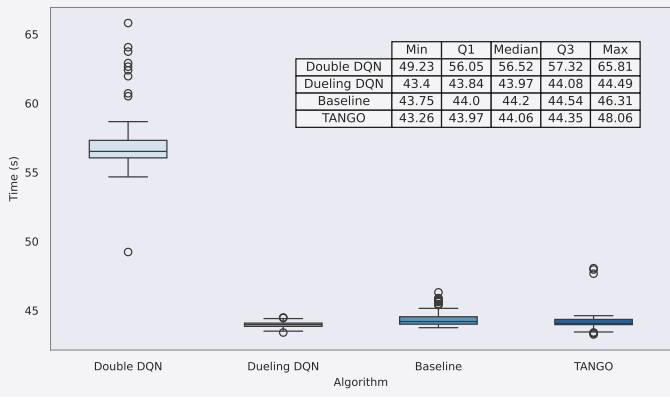 65
60
55
50
45
Time (s)
Min Q1 Median Q3 Max
Double DQN 49.23 56.05 56.52 57.32 65.81
Dueling DQN 43.4 43.84 43.97 44.08 44.49
Baseline 43.75 44.0 44.2 44.54 46.31
TANGO 43.26 43.97 44.06 44.35 48.06
Double DQN Dueling DQN Baseline TANGO
Algorithm